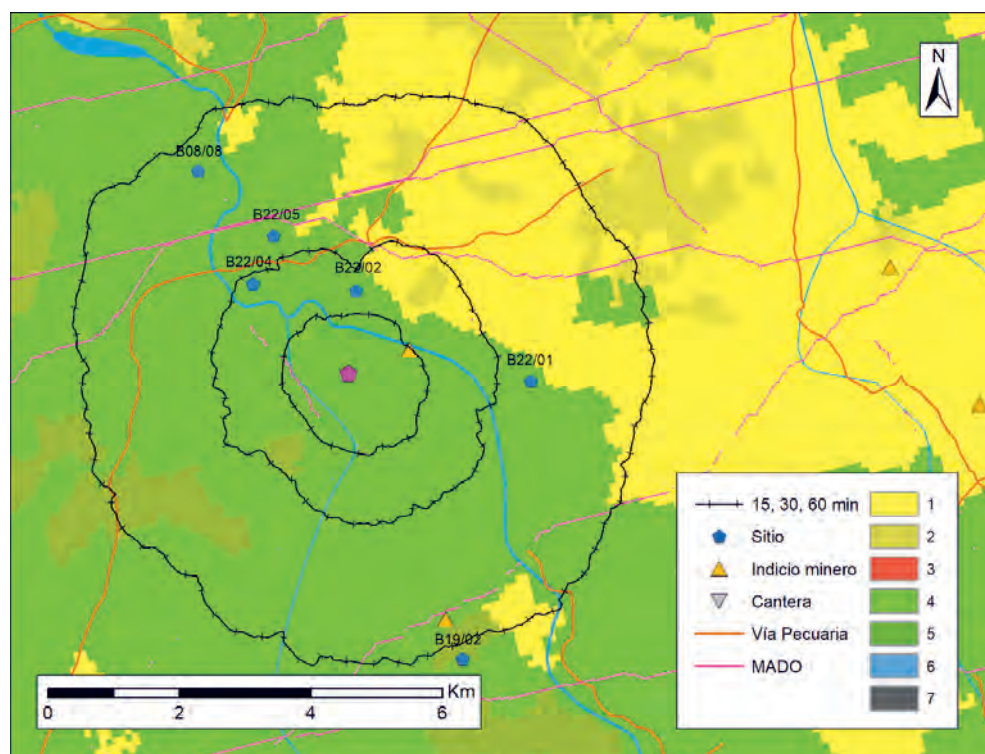 N
B08/08
B22/05
B22/04
B22/02
B22/01
B19/02
15, 30, 60 min
Sitio
Indicio minero
Cantera
Vía Pecuaria
MADO
1
2
3
4
5
6
7
Km
0 2 4 6